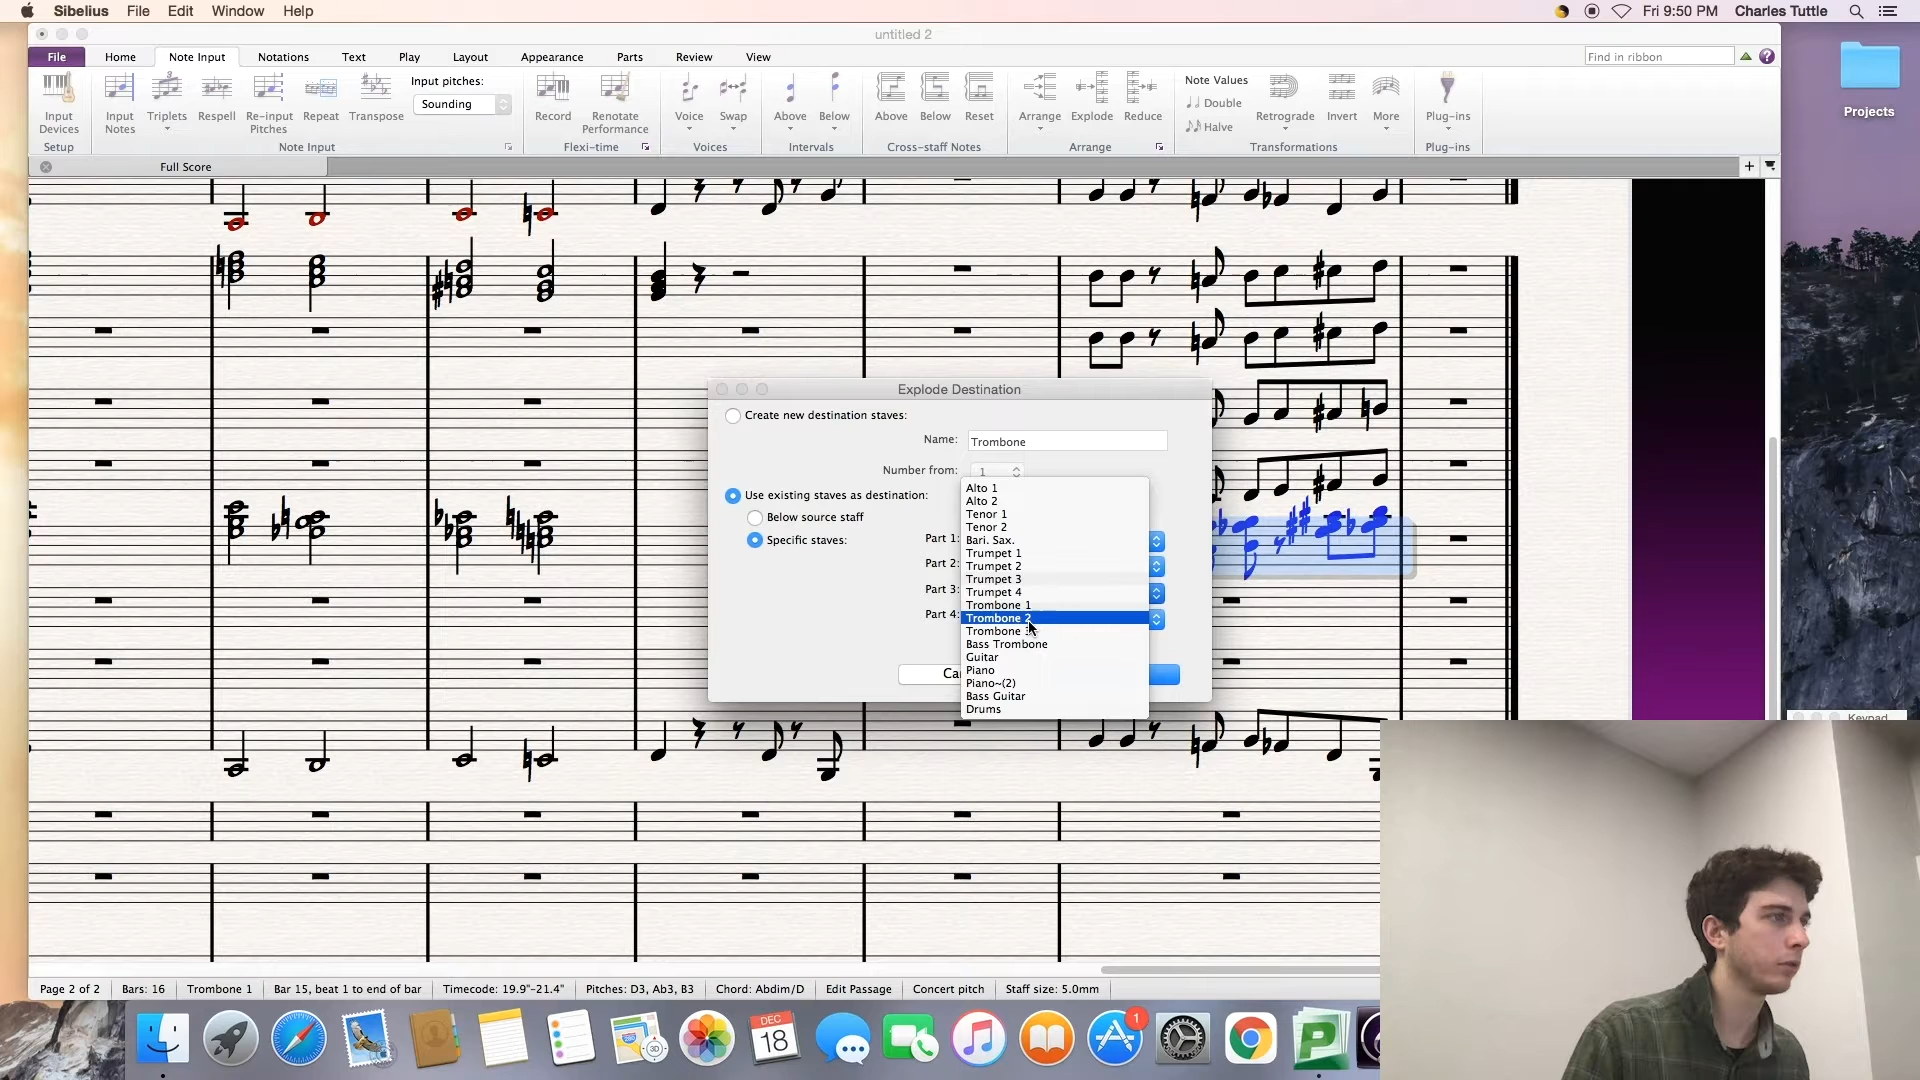 Sibelius File Edit Window Help
Fri 9:50 PM Charles Tuttle
untitled 2
File Home Note Input Notations Text Play Layout Appearance Parts Review View
Find in ribbon
Input Devices
Setup
Input Notes
Triplets
Respell
Re-input Pitches
Repeat
Transpose
Input pitches:
Sounding
Note Input
Record
Renotate Performance
Flexi-time
Voice
Swap
Voices
Above
Below
Intervals
Above
Below
Reset
Cross-staff Notes
Arrange
Explode
Reduce
Arrange
Note Values
Double
Halve
Retrograde
Invert
More
Transformations
Plug-ins
Plug-ins
Projects
Full Score
Explode Destination
Create new destination staves:
Name: Trombone
Number from: 1
Use existing staves as destination:
Below source staff
Specific staves:
Part 1:
Part 2:
Part 3:
Part 4:
Alto 1
Alto 2
Tenor 1
Tenor 2
Bari. Sax.
Trumpet 1
Trumpet 2
Trumpet 3
Trumpet 4
Trombone 1
Trombone 2
Trombone
Bass Trombone
Guitar
Piano
Piano~(2)
Bass Guitar
Drums
Keypad
Page 2 of 2 Bars: 16 Trombone 1 Bar 15, beat 1 to end of bar Timecode: 19.9"-21.4" Pitches: D3, Ab3, B3 Chord: Abdim/D Edit Passage Concert pitch Staff size: 5.0mm
DEC
18
1